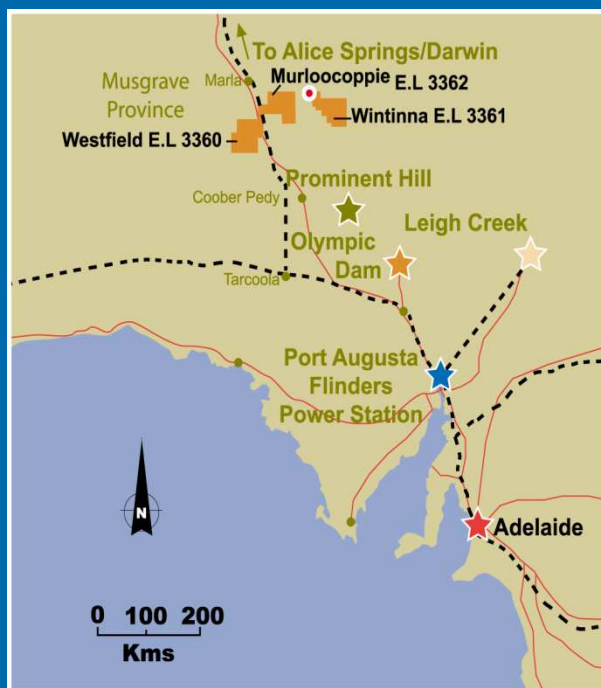 To Alice Springs/Darwin
Musgrave
Province
Marla
Murloocoppie E.L 3362
Westfield E.L 3360
Wintinna E.L 3361
Prominent Hill
Coober Pedy
Olympic
Dam
Leigh Creek
Tarcoola
Port Augusta
Flinders
Power Station
N
Adelaide
0 100 200
Kms